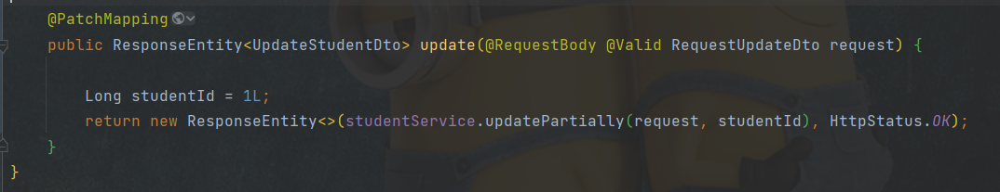 @PatchMapping
public ResponseEntity<UpdateStudentDto> update(@RequestBody @Valid RequestUpdateDto request) {
Long studentId = 1L;
return new ResponseEntity<>(studentService.updatePartially(request, studentId), HttpStatus.OK);
}
}